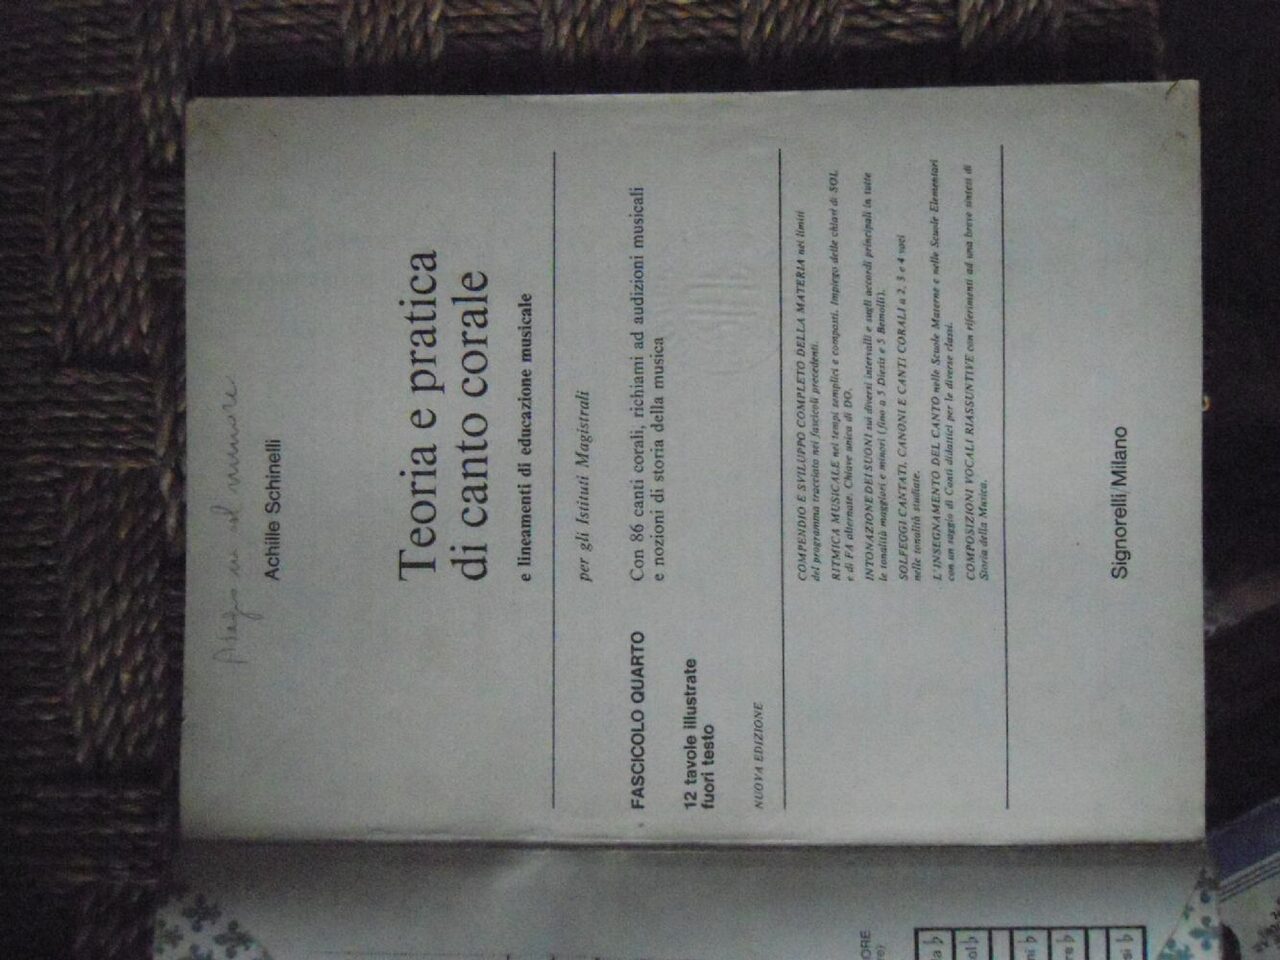 Achille Schinelli
Teoria e pratica
di canto corale
e lineamenti di educazione musicale
per gli Istituti Magistrali
FASCICOLO QUARTO
Con 86 canti corali, richiami ad audizioni musicali
e nozioni di storia della musica
12 tavole illustrate
fuori testo
NUOVA EDIZIONE
COMPENDIO E SVILUPPO COMPLETO DELLA MATERIA nei limiti
del programma tracciato nei fascicoli precedenti.
RITMICA MUSICALE nei tempi semplici e composti. Impiego delle chiavi di SOL
e di FA alternate. Chiave unica di DO.
INTONAZIONE DEI SUONI sui diversi intervalli e sugli accordi principali in tutte
le tonalità maggiori e minori (fino a 5 Diesis e 5 Bemolli).
SOLFEGGI CANTATI, CANONI E CANTI CORALI a 2, 3 e 4 voci
nelle tonalità studiate.
L'INSEGNAMENTO DEL CANTO nelle Scuole Materne e nelle Scuole Elementari
con un saggio di Canti didattici per le diverse classi.
COMPOSIZIONI VOCALI RIASSUNTIVE con riferimenti ad una breve sintesi di
Storia della Musica.
Signorelli/Milano